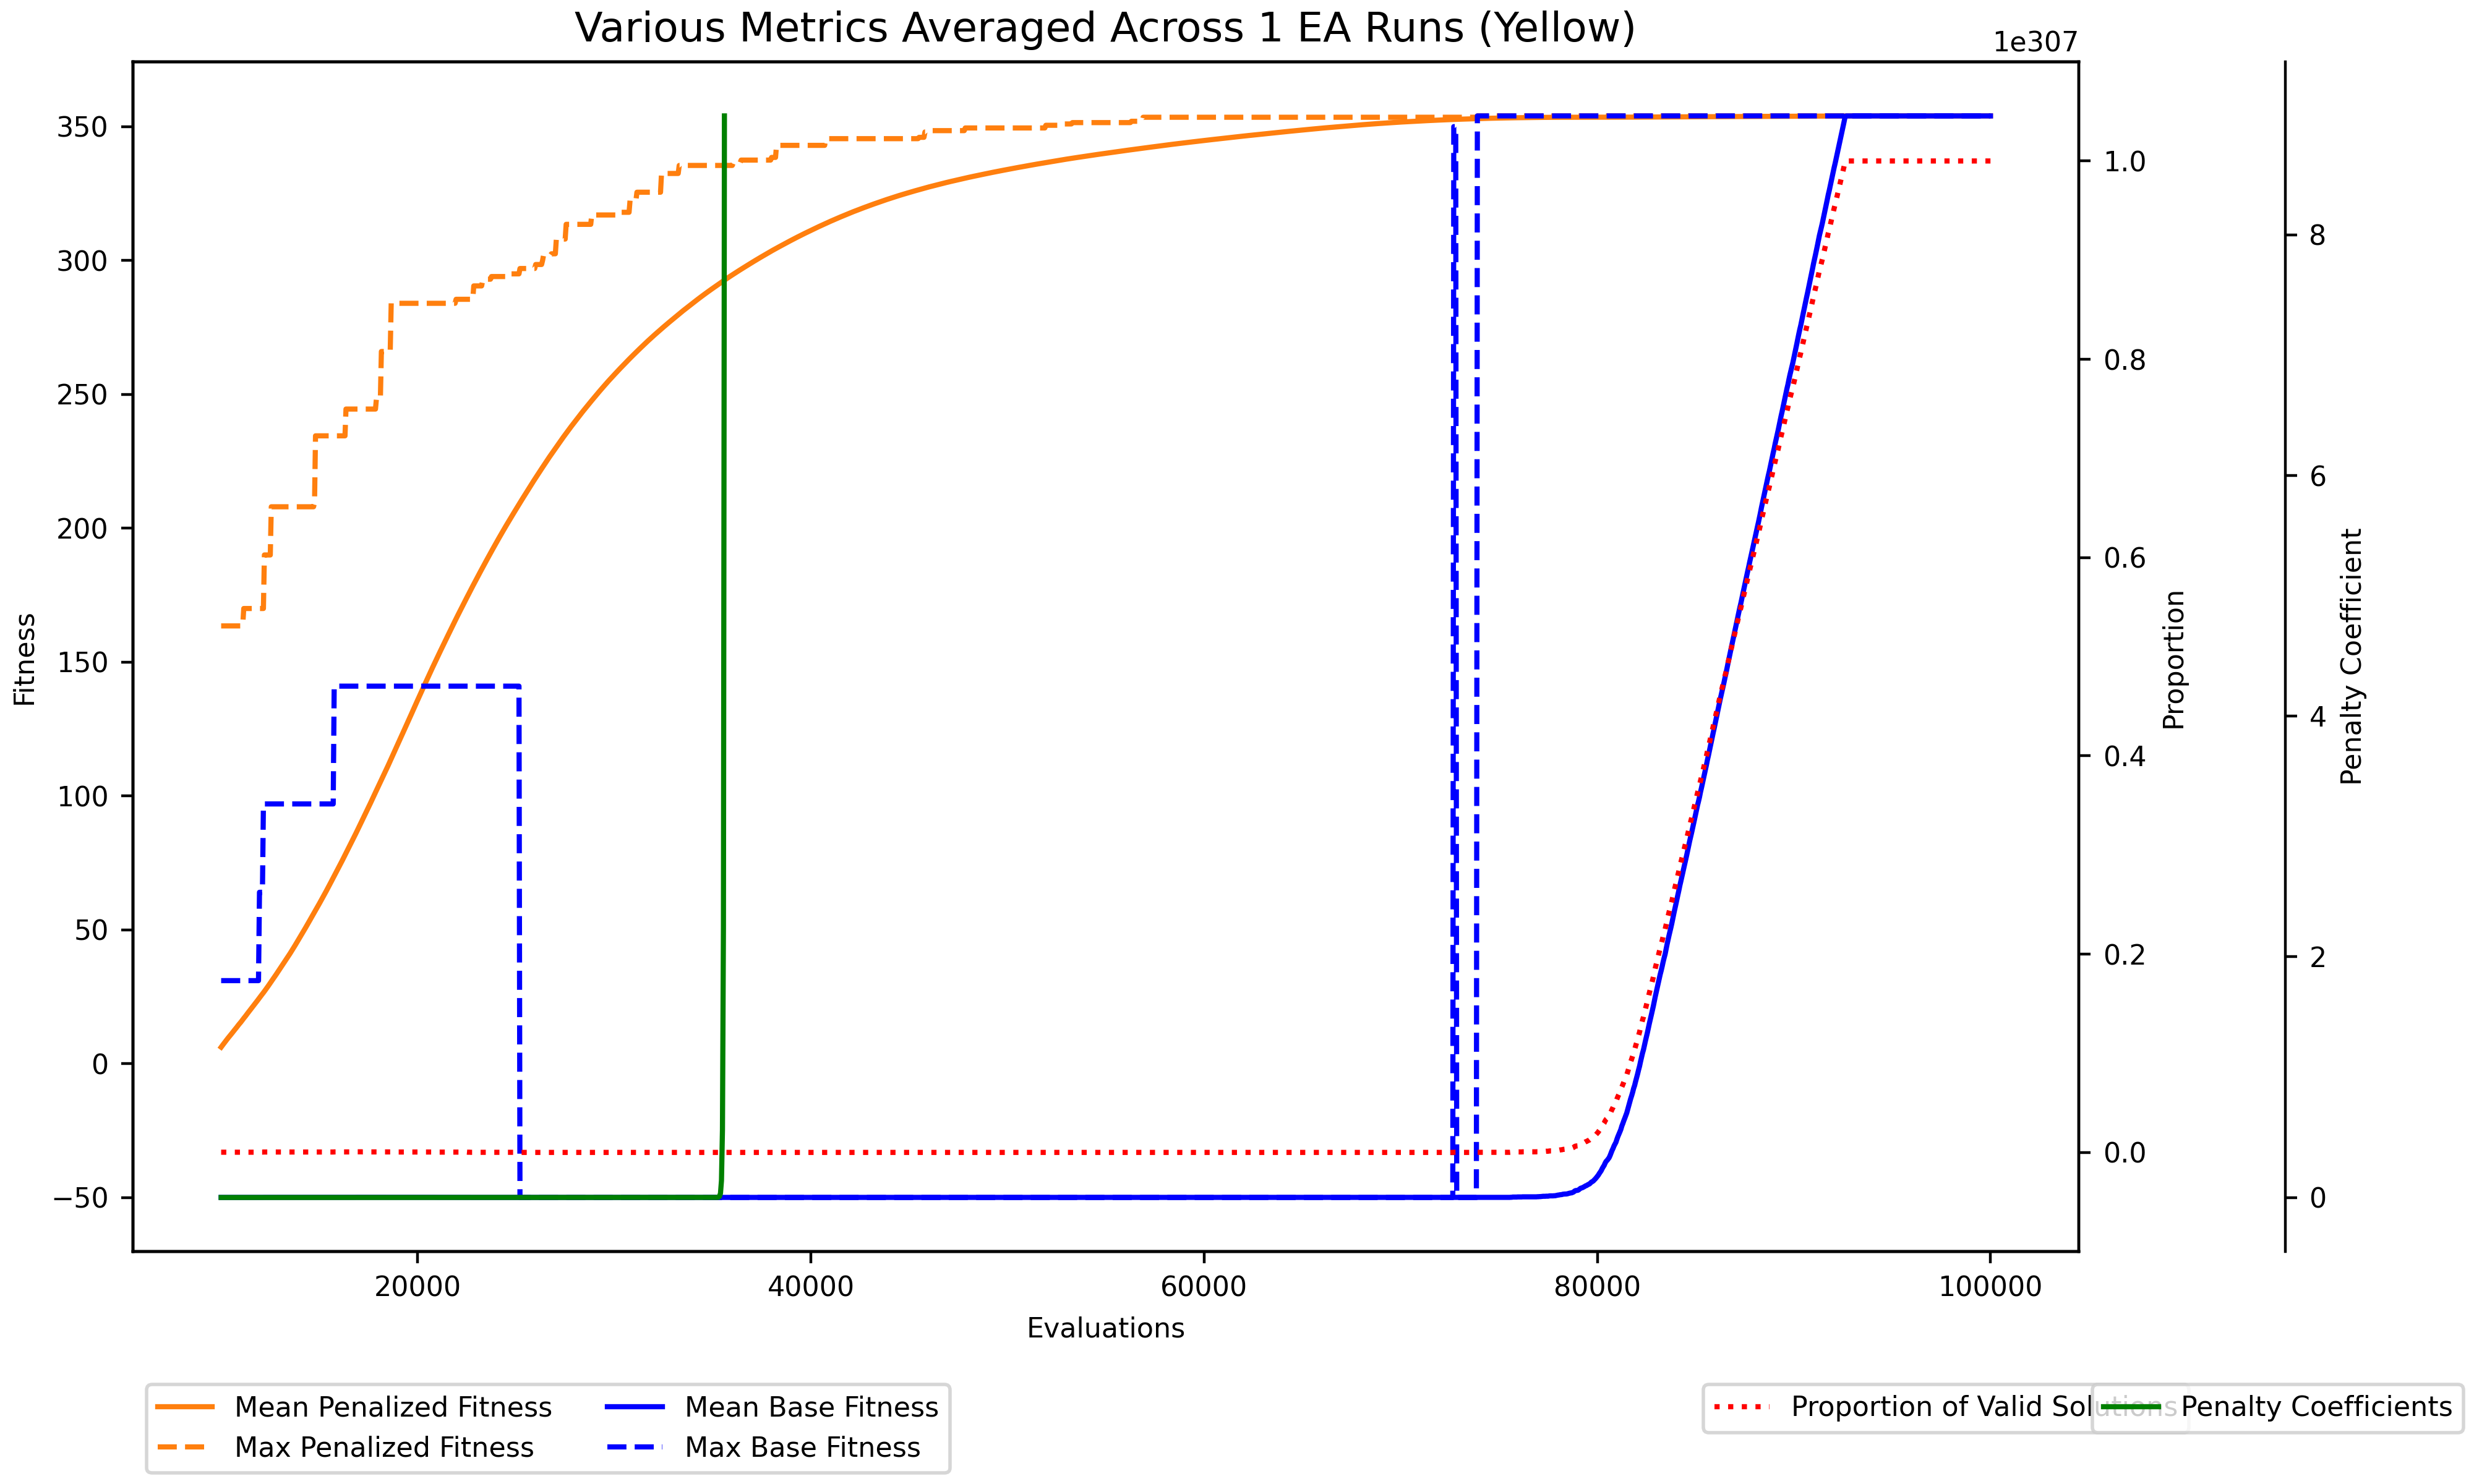 Various Metrics Averaged Across 1 EA Runs (Yellow)
1e307
350
300
250
200
150
100
50
0
−50
Fitness
1.0
0.8
0.6
0.4
0.2
0.0
Proportion
8
6
4
2
0
Penalty Coefficient
20000 40000 60000 80000 100000
Evaluations
Mean Penalized Fitness
Max Penalized Fitness
Mean Base Fitness
Max Base Fitness
Proportion of Valid Solutions
Penalty Coefficients